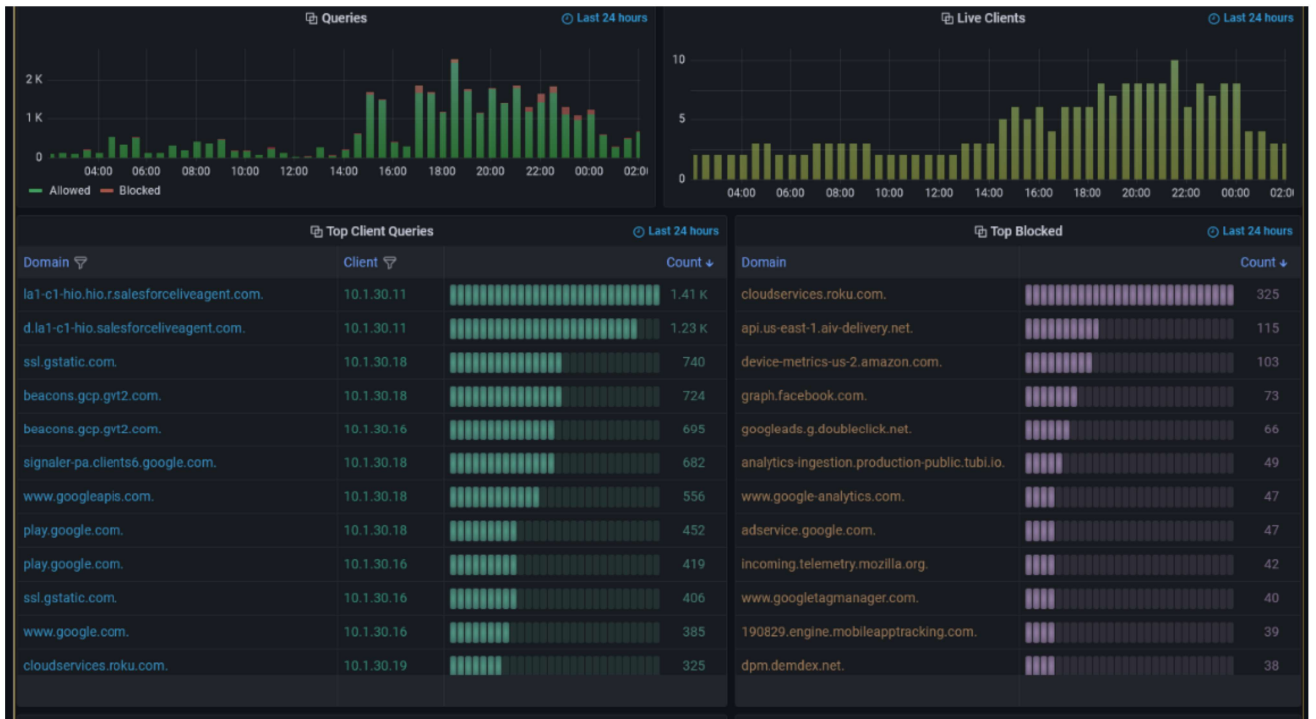 Queries Last 24 hours
2 K
1 K
0
04:00 06:00 08:00 10:00 12:00 14:00 16:00 18:00 20:00 22:00 00:00 02:0
Allowed Blocked
Live Clients Last 24 hours
10
5
0
04:00 06:00 08:00 10:00 12:00 14:00 16:00 18:00 20:00 22:00 00:00 02:0
Top Client Queries Last 24 hours
Domain Client Count ↓
la1-c1-hio.hio.r.salesforceliveagent.com. 10.1.30.11 1.41 K
d.la1-c1-hio.salesforceliveagent.com. 10.1.30.11 1.23 K
ssl.gstatic.com. 10.1.30.18 740
beacons.gcp.gvt2.com. 10.1.30.18 724
beacons.gcp.gvt2.com. 10.1.30.16 695
signaler-pa.clients6.google.com. 10.1.30.18 682
www.googleapis.com. 10.1.30.18 556
play.google.com. 10.1.30.18 452
play.google.com. 10.1.30.16 419
ssl.gstatic.com. 10.1.30.16 406
www.google.com. 10.1.30.16 385
cloudservices.roku.com. 10.1.30.19 325
Top Blocked Last 24 hours
Domain Count ↓
cloudservices.roku.com. 325
api.us-east-1.aiv-delivery.net. 115
device-metrics-us-2.amazon.com. 103
graph.facebook.com. 73
googleads.g.doubleclick.net. 66
analytics-ingestion.production-public.tubi.io. 49
www.google-analytics.com. 47
adservice.google.com. 47
incoming.telemetry.mozilla.org. 42
www.googletagmanager.com. 40
190829.engine.mobileapptracking.com. 39
dpm.demdex.net. 38